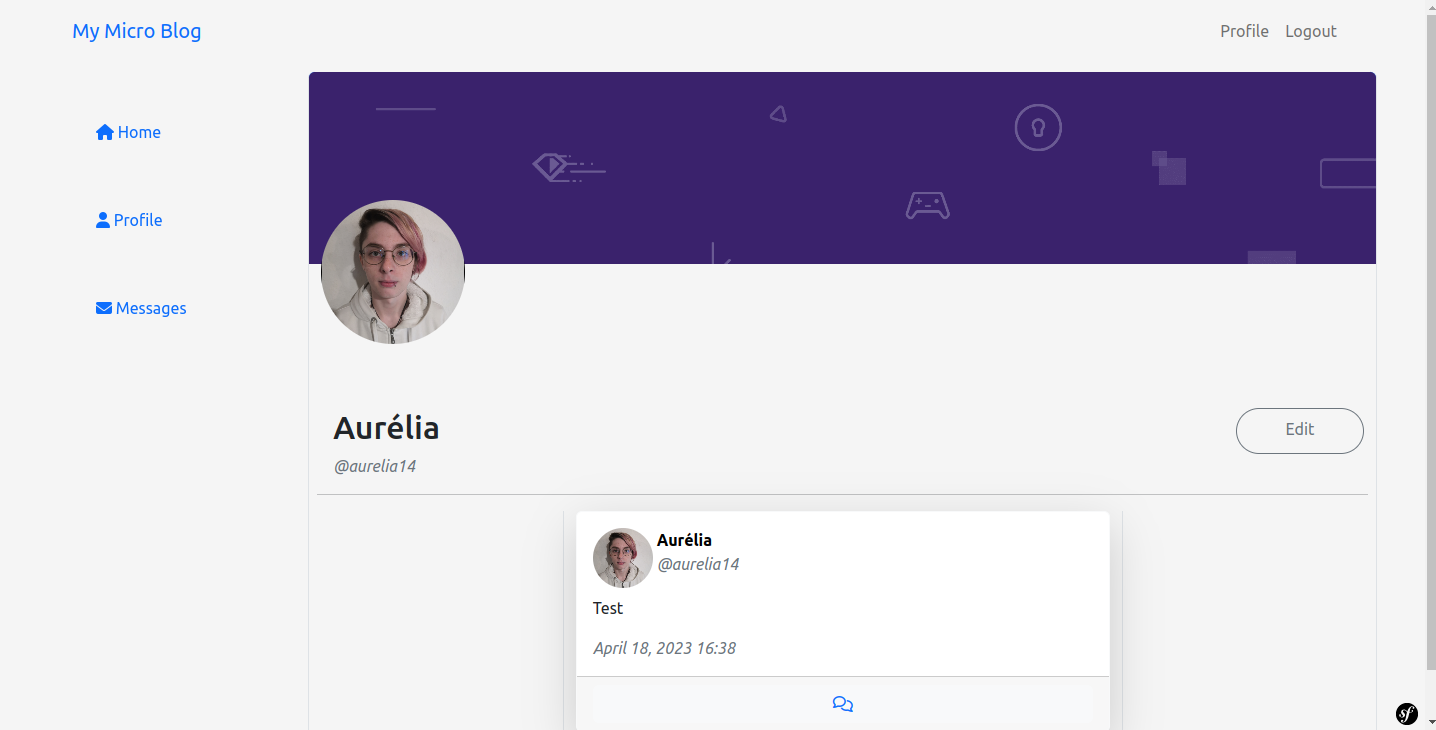 My Micro Blog
Profile Logout
Home
Profile
Messages
Aurélia
@aurelia14
Edit
Aurélia
@aurelia14
Test
April 18, 2023 16:38
sf